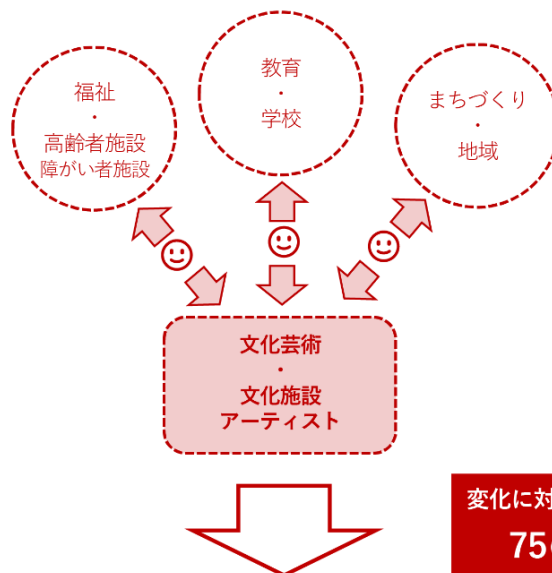 福祉
・
高齢者施設
障がい者施設
教育
・
学校
まちづくり
・
地域
文化芸術
・
文化施設
アーティスト
変化に対
75